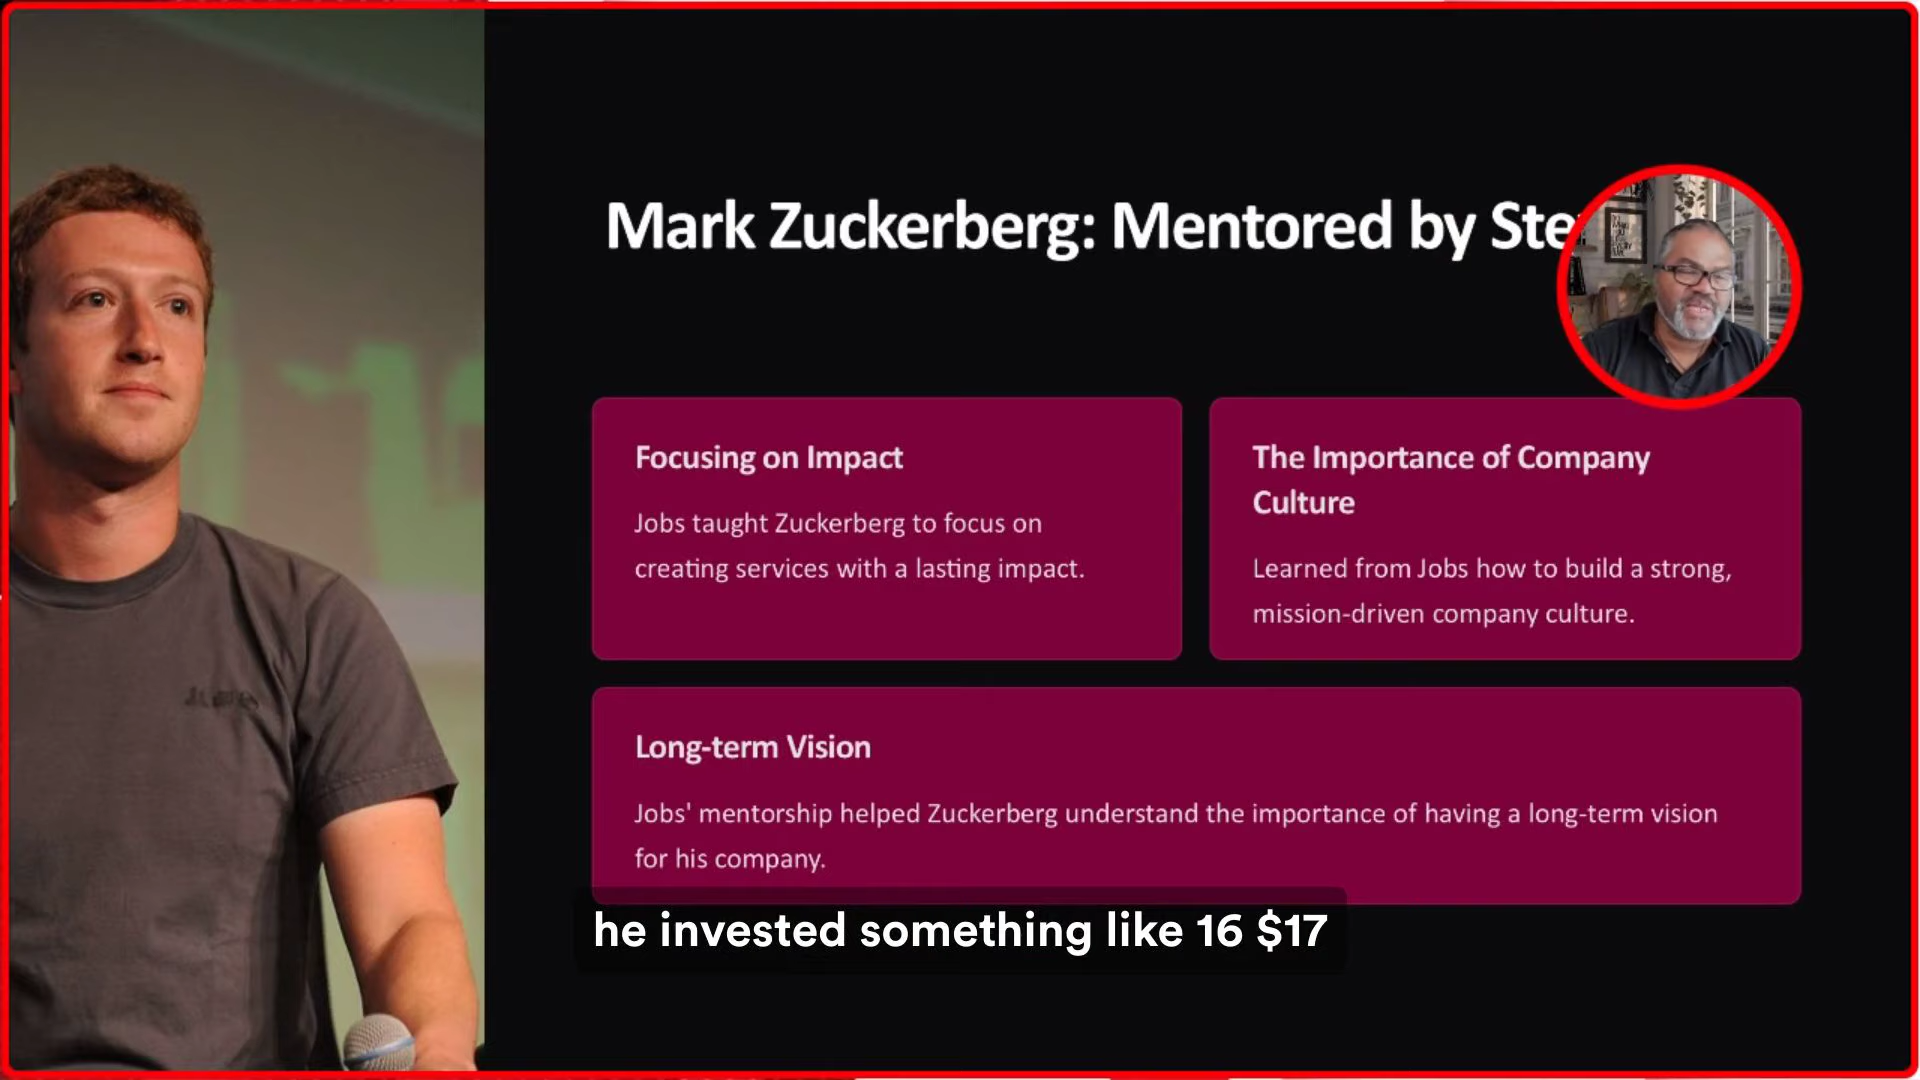 Mark Zuckerberg: Mentored by Ste
Focusing on Impact
Jobs taught Zuckerberg to focus on
creating services with a lasting impact.
The Importance of Company
Culture
Learned from Jobs how to build a strong,
mission-driven company culture.
Long-term Vision
Jobs' mentorship helped Zuckerberg understand the importance of having a long-term vision
for his company.
he invested something like 16 $17